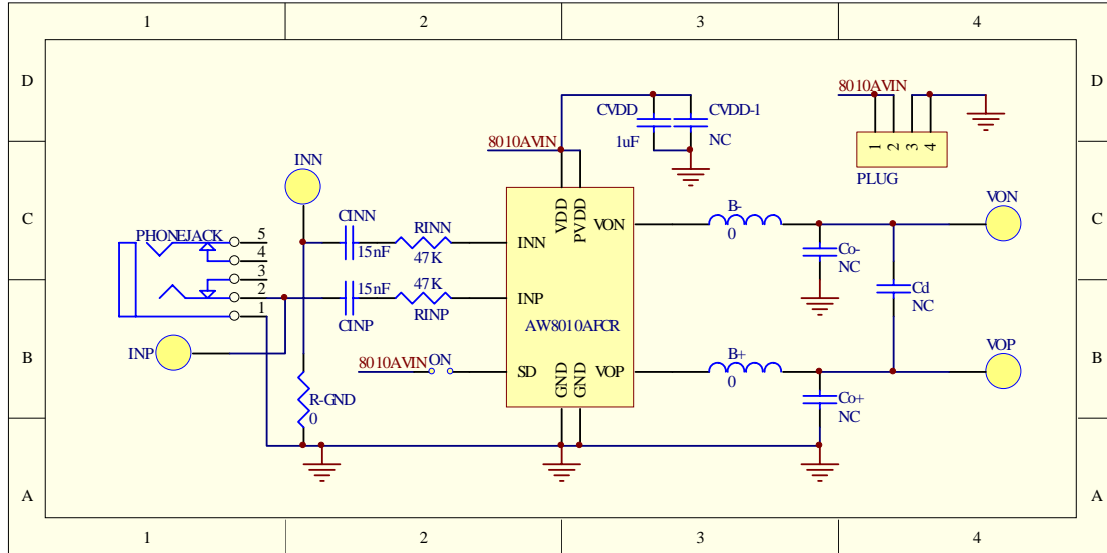 1 2 3 4
D D
8010AVIN
CVDD CVDD-1
1uF NC
1 2 3 4
PLUG
8010AVIN
INN
VDD PVDD
C C
CINN RINN
15nF 47K
INN VON
B-
0
VON
PHONEJACK
5
4
3
2
1
Co-
NC
15nF 47K
CINP RINP
INP
AW8010AFCR
Cd
NC
B B
INP
8010AVIN ON
SD VOP
GND GND
B+
0
VOP
R-GND
0
Co+
NC
A A
1 2 3 4